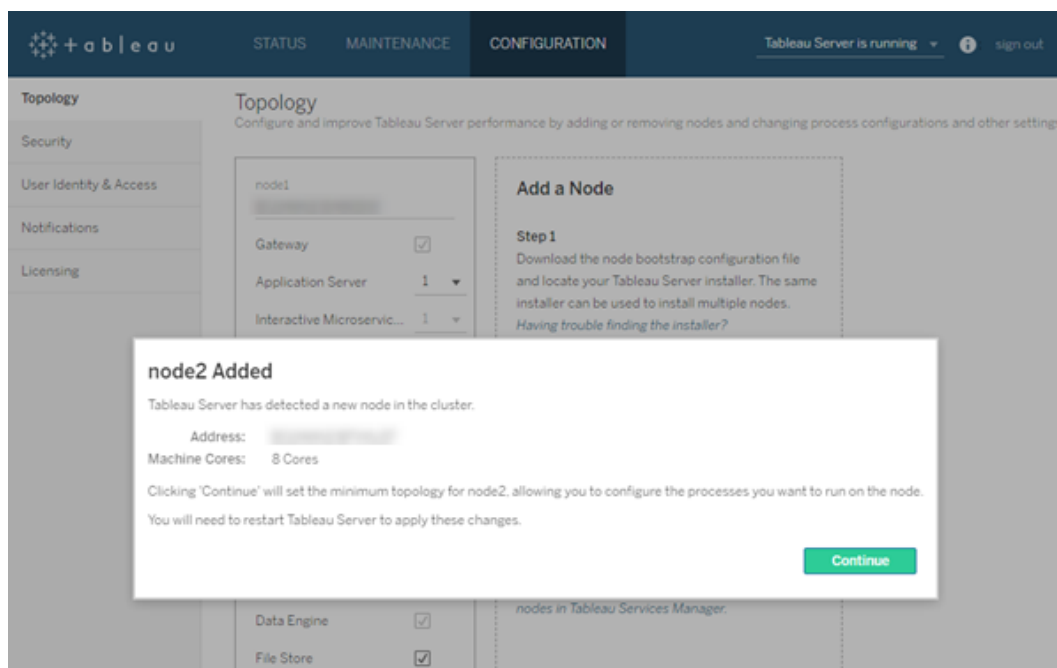 +ableau
STATUS
MAINTENANCE
CONFIGURATION
Tableau Server is running
sign out
Topology
Security
User Identity & Access
Notifications
Licensing
Topology
Configure and improve Tableau Server performance by adding or removing nodes and changing process configurations and other settings
node1
Gateway
Application Server 1
Interactive Microservic... 1
Add a Node
Step 1
Download the node bootstrap configuration file
and locate your Tableau Server installer. The same
installer can be used to install multiple nodes.
Having trouble finding the installer?
node2 Added
Tableau Server has detected a new node in the cluster.
Address:
Machine Cores: 8 Cores
Clicking 'Continue' will set the minimum topology for node2, allowing you to configure the processes you want to run on the node.
You will need to restart Tableau Server to apply these changes.
Continue
nodes in Tableau Services Manager.
Data Engine
File Store